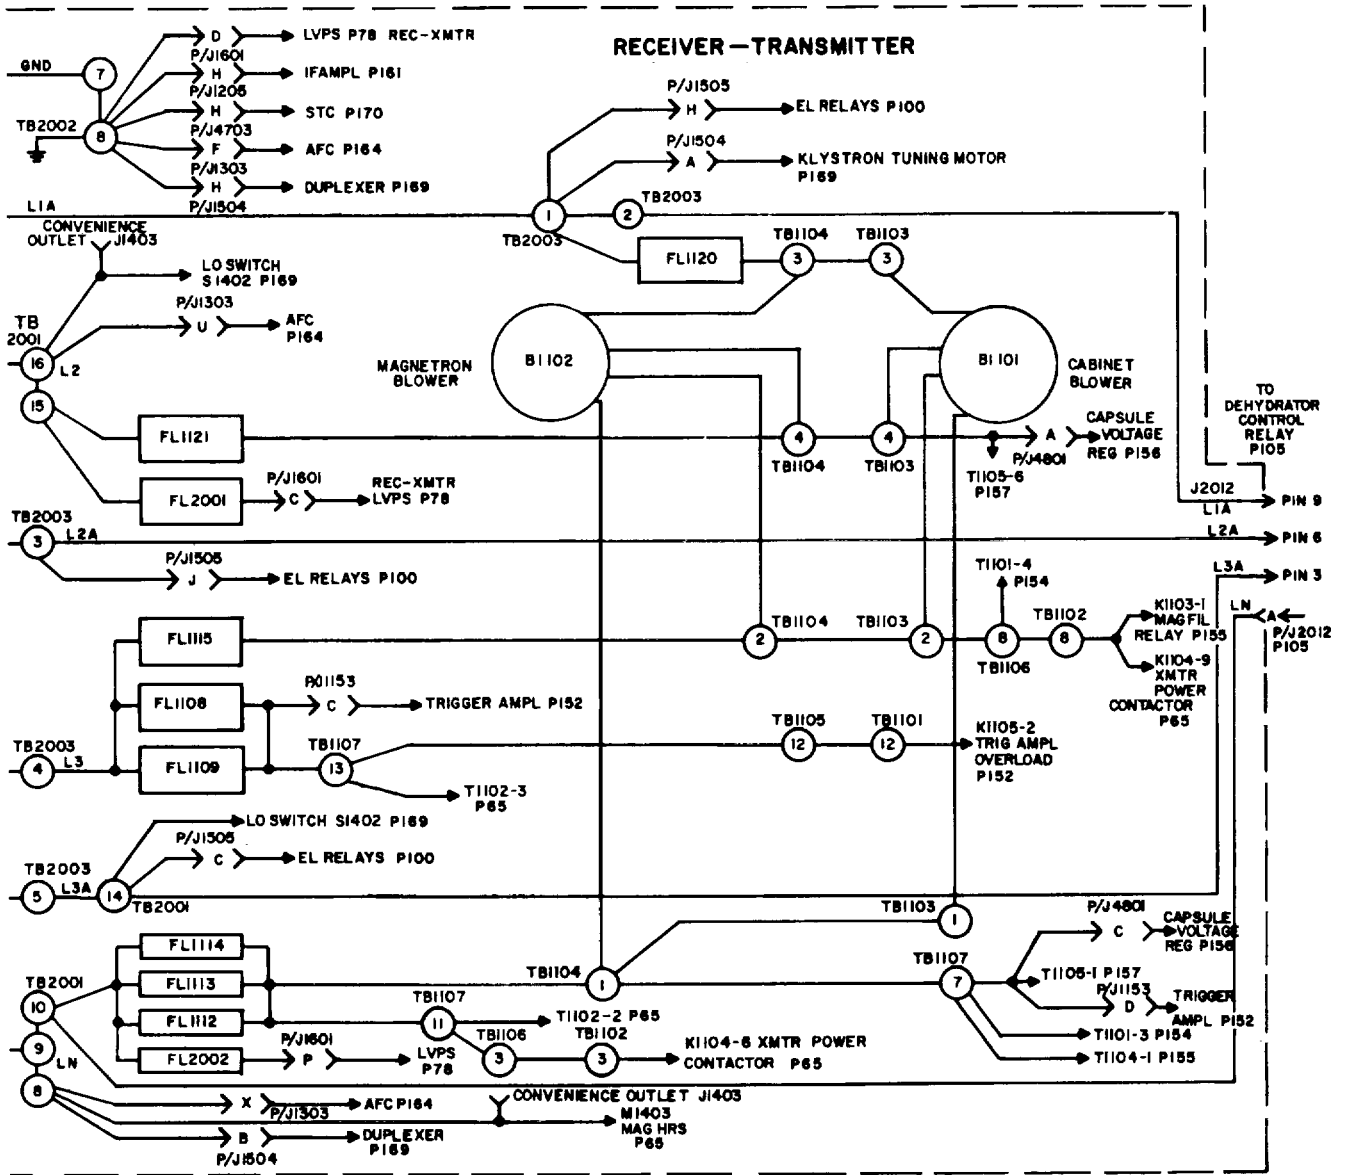 RECEIVER-TRANSMITTER
GND
7
D
LVPS P78 REC-XMTR
P/J1601
H
IFAMPL P161
P/J1205
TB2002
8
H
STC P170
P/J4703
F
AFC P164
P/J1303
H
DUPLEXER P169
P/J1504
P/J1505
H
EL RELAYS P100
P/J1504
A
KLYSTRON TUNING MOTOR
P169
L1A
1
TB2003
2
TB2003
CONVENIENCE
OUTLET J1403
LO SWITCH
S1402 P169
FL1120
TB1104
3
TB1103
3
P/J1303
U
AFC
P164
TB
2001
16
L2
15
MAGNETRON
BLOWER
B1102
B1101
CABINET
BLOWER
TO
DEHYDRATOR
CONTROL
RELAY
P105
FL1121
4
TB1104
4
TB1103
T1105-6
P157
A
P/J4801
CAPSULE
VOLTAGE
REG P156
FL2001
P/J1601
C
REC-XMTR
LVPS P78
J2012
L1A
PIN 9
TB2003
3
L2A
L2A
PIN 6
P/J1505
J
EL RELAYS P100
T1101-4
P154
L3A
PIN 3
LN
A
P/J2012
P105
FL1115
2
TB1104
TB1103
2
8
TB1106
TB1102
8
K1103-1
MAG FIL
RELAY P155
K1104-9
XMTR
POWER
CONTACTOR
P65
FL1108
P/J1153
C
TRIGGER AMPL P152
TB2003
4
L3
FL1109
TB1107
13
TB1105
12
TB1101
12
K1105-2
TRIG AMPL
OVERLOAD
P152
T1102-3
P65
LO SWITCH S1402 P169
P/J1505
C
EL RELAYS P100
TB2003
5
L3A
14
TB2001
TB1103
1
FL1114
P/J4801
C
CAPSULE
VOLTAGE
REG P156
TB2001
10
FL1113
TB1104
1
TB1107
7
T1105-1 P157
P/J1153
D
TRIGGER
AMPL P152
FL1112
TB1107
11
T1102-2 P65
T1101-3 P154
9
LN
FL2002
P/J1601
P
LVPS
P78
TB1106
3
TB1102
3
K1104-6 XMTR POWER
CONTACTOR P65
T1104-1 P155
8
X
P/J1303
AFC P164
CONVENIENCE OUTLET J1403
M1403
MAG HRS
P65
B
P/J1504
DUPLEXER
P169